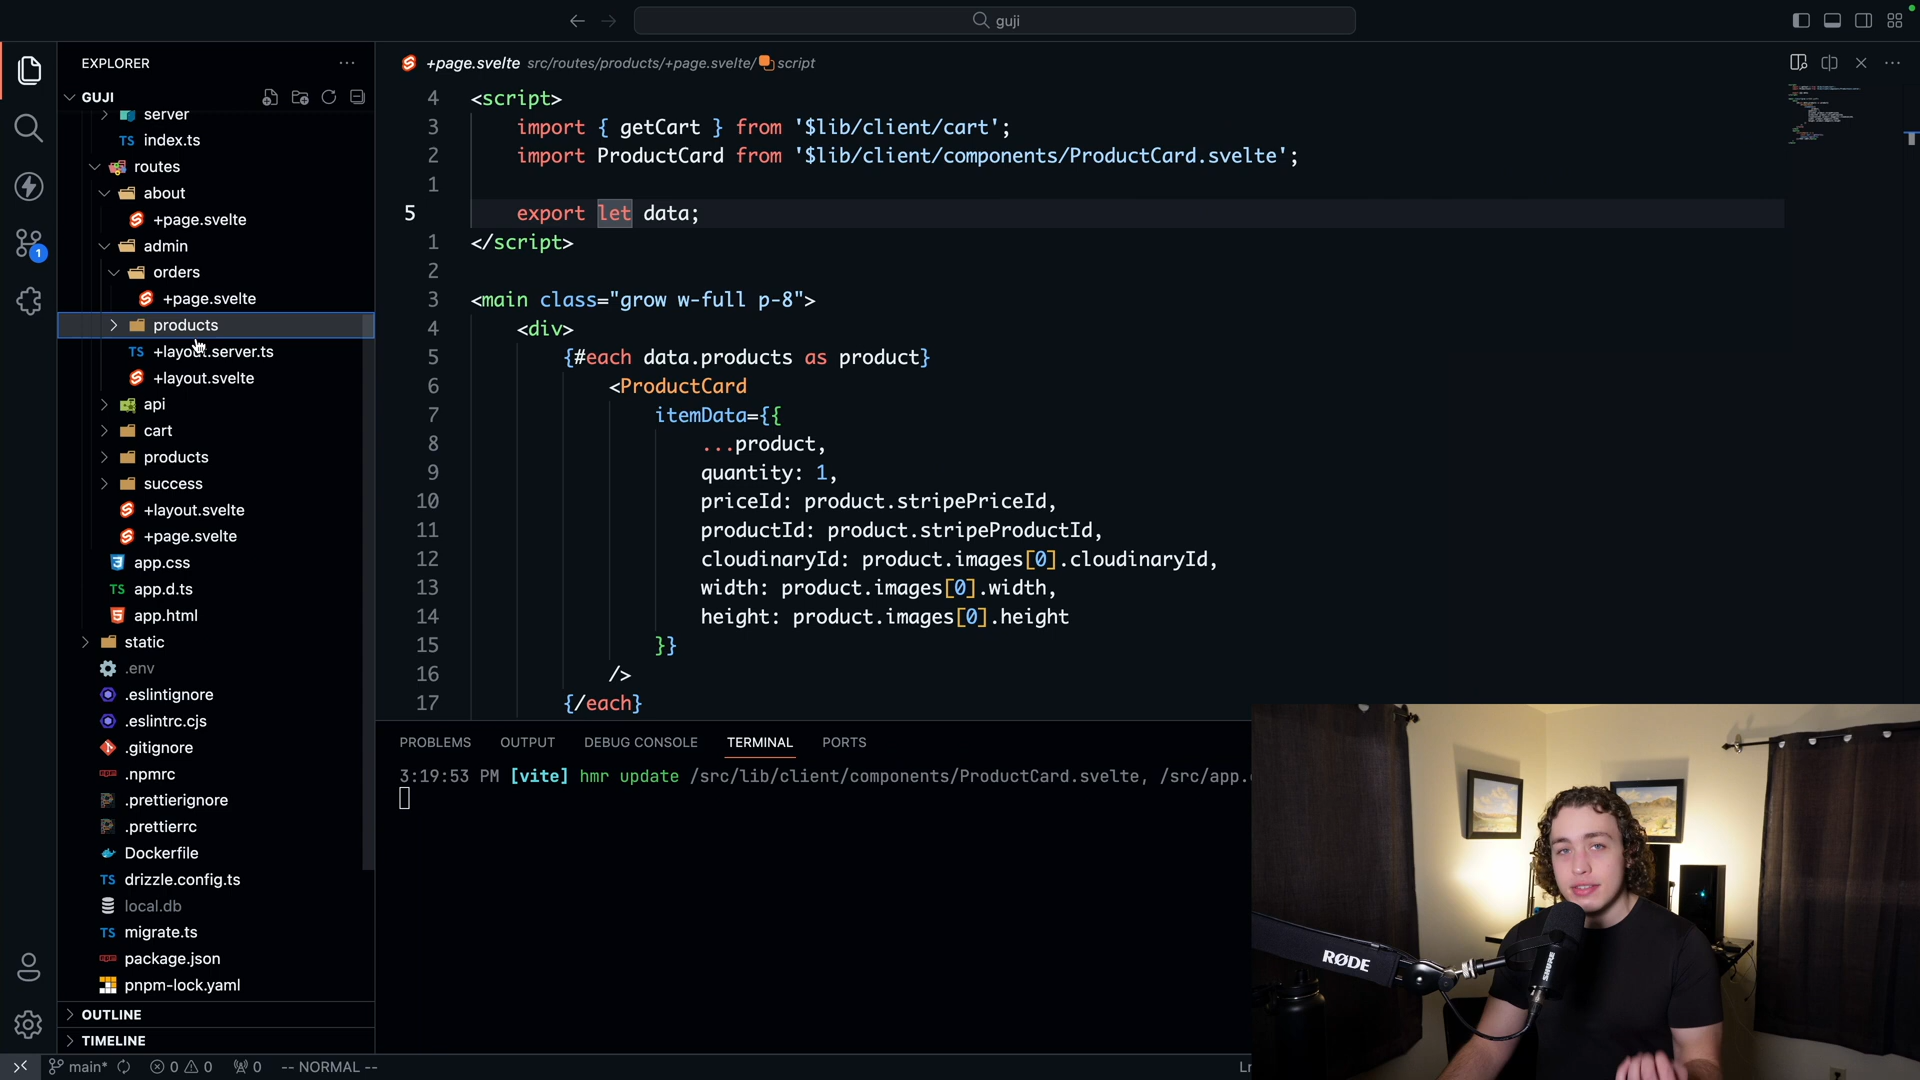 guji
EXPLORER
GUJI
server
TS index.ts
routes
about
+page.svelte
admin
orders
+page.svelte
products
TS +layout.server.ts
+layout.svelte
api
cart
products
success
+layout.svelte
+page.svelte
app.css
TS app.d.ts
app.html
static
.env
.eslintignore
.eslintrc.cjs
.gitignore
.npmrc
.prettierignore
.prettierrc
Dockerfile
TS drizzle.config.ts
local.db
TS migrate.ts
package.json
pnpm-lock.yaml
OUTLINE
TIMELINE
1
+page.svelte src/routes/products/+page.svelte/ script
4 <script>
3 import { getCart } from '$lib/client/cart';
2 import ProductCard from '$lib/client/components/ProductCard.svelte';
1
5 export let data;
1 </script>
2
3 <main class="grow w-full p-8">
4 <div>
5 {#each data.products as product}
6 <ProductCard
7 itemData={{
8 ...product,
9 quantity: 1,
10 priceId: product.stripePriceId,
11 productId: product.stripeProductId,
12 cloudinaryId: product.images[0].cloudinaryId,
13 width: product.images[0].width,
14 height: product.images[0].height
15 }}
16 />
17 {/each}
PROBLEMS OUTPUT DEBUG CONSOLE TERMINAL PORTS
3:19:53 PM [vite] hmr update /src/lib/client/components/ProductCard.svelte, /src/app.
RØDE
SHURE
main* 0 0 0 -- NORMAL --